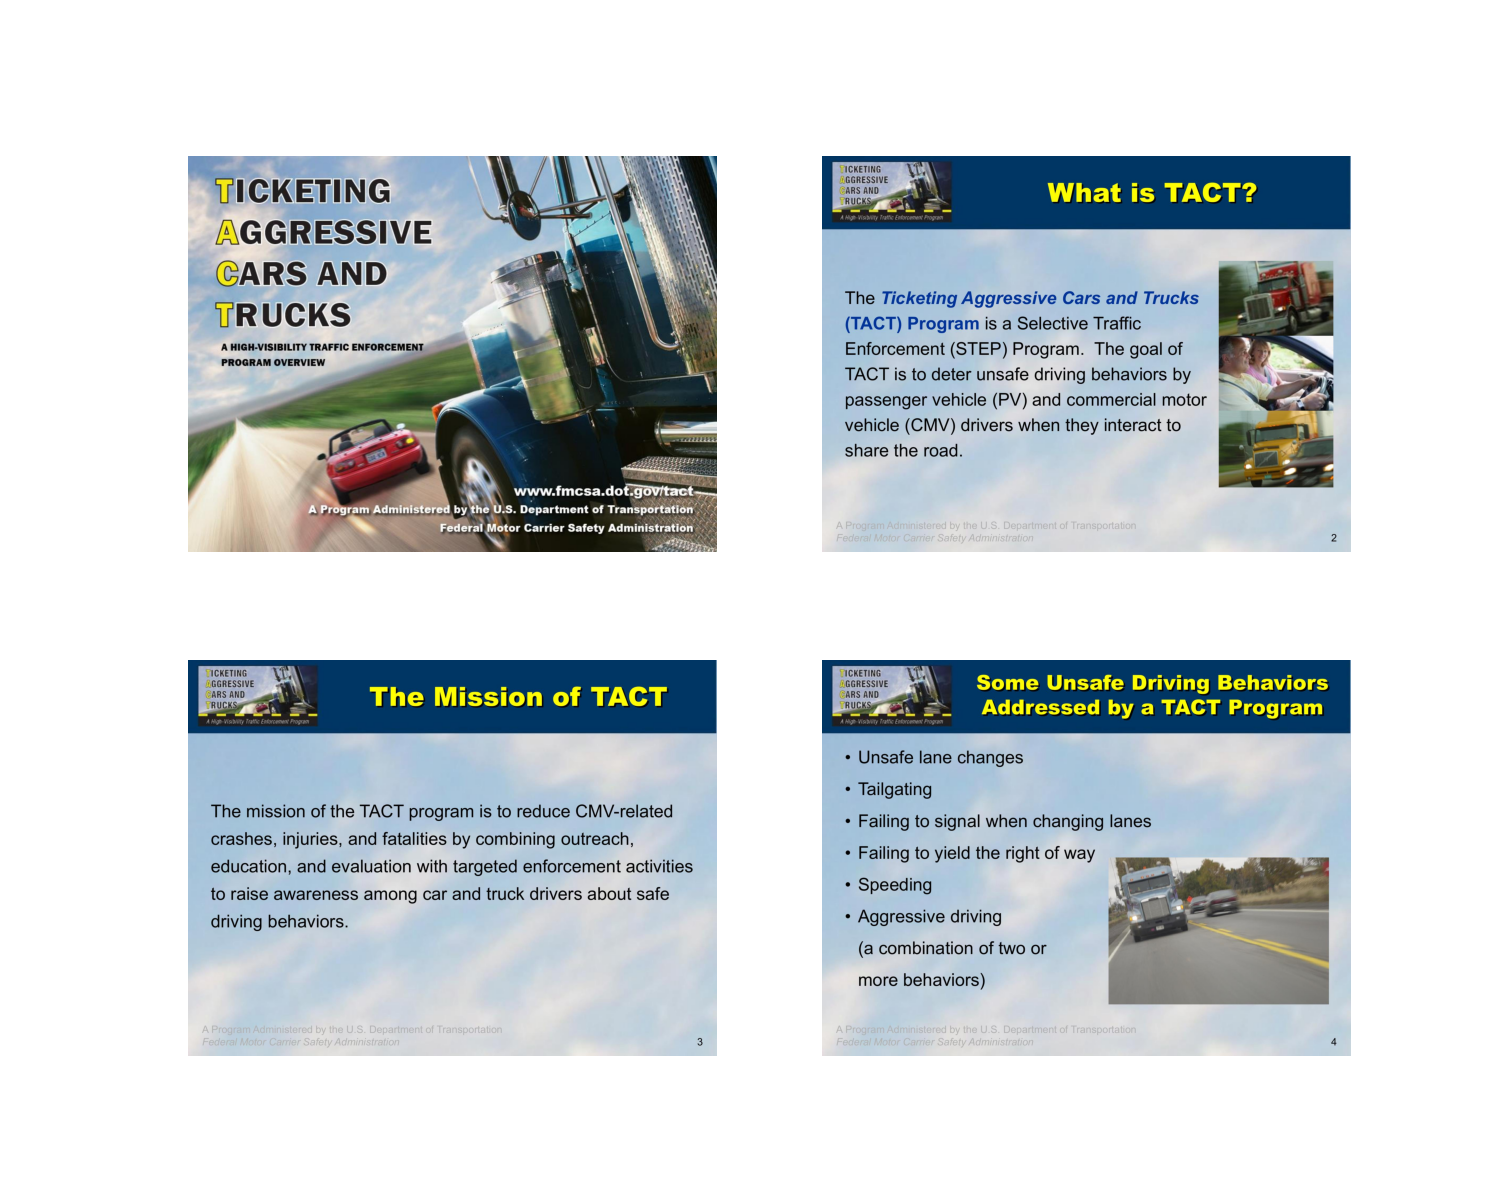 TICKETING
AGGRESSIVE
CARS AND
TRUCKS
A HIGH-VISIBILITY TRAFFIC ENFORCEMENT
PROGRAM OVERVIEW
www.fmcsa.dot.gov/tact
A Program Administered by the U.S. Department of Transportation
Federal Motor Carrier Safety Administration
TICKETING
AGGRESSIVE
CARS AND
TRUCKS
A High-Visibility Traffic Enforcement Program
What is TACT?
The Ticketing Aggressive Cars and Trucks
(TACT) Program is a Selective Traffic
Enforcement (STEP) Program.  The goal of
TACT is to deter unsafe driving behaviors by
passenger vehicle (PV) and commercial motor
vehicle (CMV) drivers when they interact to
share the road.
A Program Administered by the U.S. Department of Transportation
Federal Motor Carrier Safety Administration
2
TICKETING
AGGRESSIVE
CARS AND
TRUCKS
A High-Visibility Traffic Enforcement Program
The Mission of TACT
The mission of the TACT program is to reduce CMV-related
crashes, injuries, and fatalities by combining outreach,
education, and evaluation with targeted enforcement activities
to raise awareness among car and truck drivers about safe
driving behaviors.
A Program Administered by the U.S. Department of Transportation
Federal Motor Carrier Safety Administration
3
TICKETING
AGGRESSIVE
CARS AND
TRUCKS
A High-Visibility Traffic Enforcement Program
Some Unsafe Driving Behaviors
Addressed by a TACT Program
• Unsafe lane changes
• Tailgating
• Failing to signal when changing lanes
• Failing to yield the right of way
• Speeding
• Aggressive driving
(a combination of two or
more behaviors)
A Program Administered by the U.S. Department of Transportation
Federal Motor Carrier Safety Administration
4